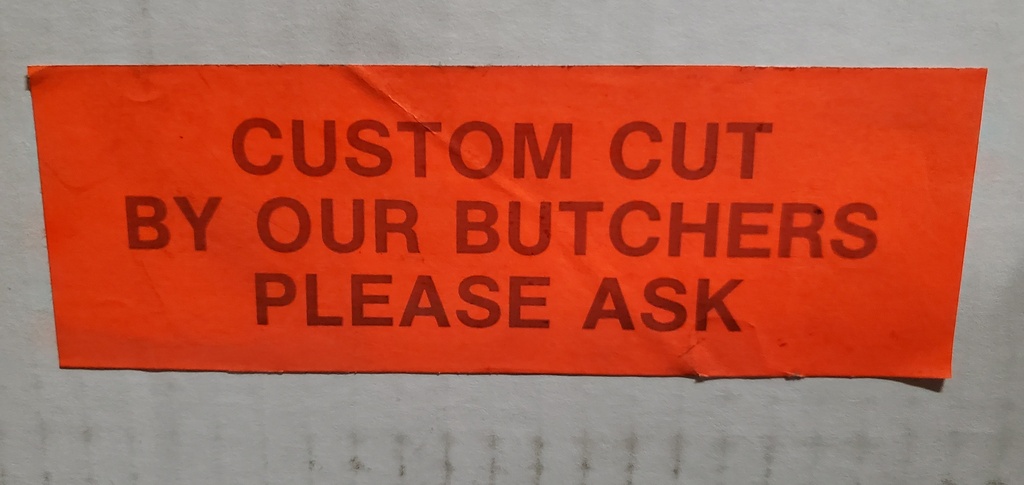 CUSTOM CUT
BY OUR BUTCHERS
PLEASE ASK